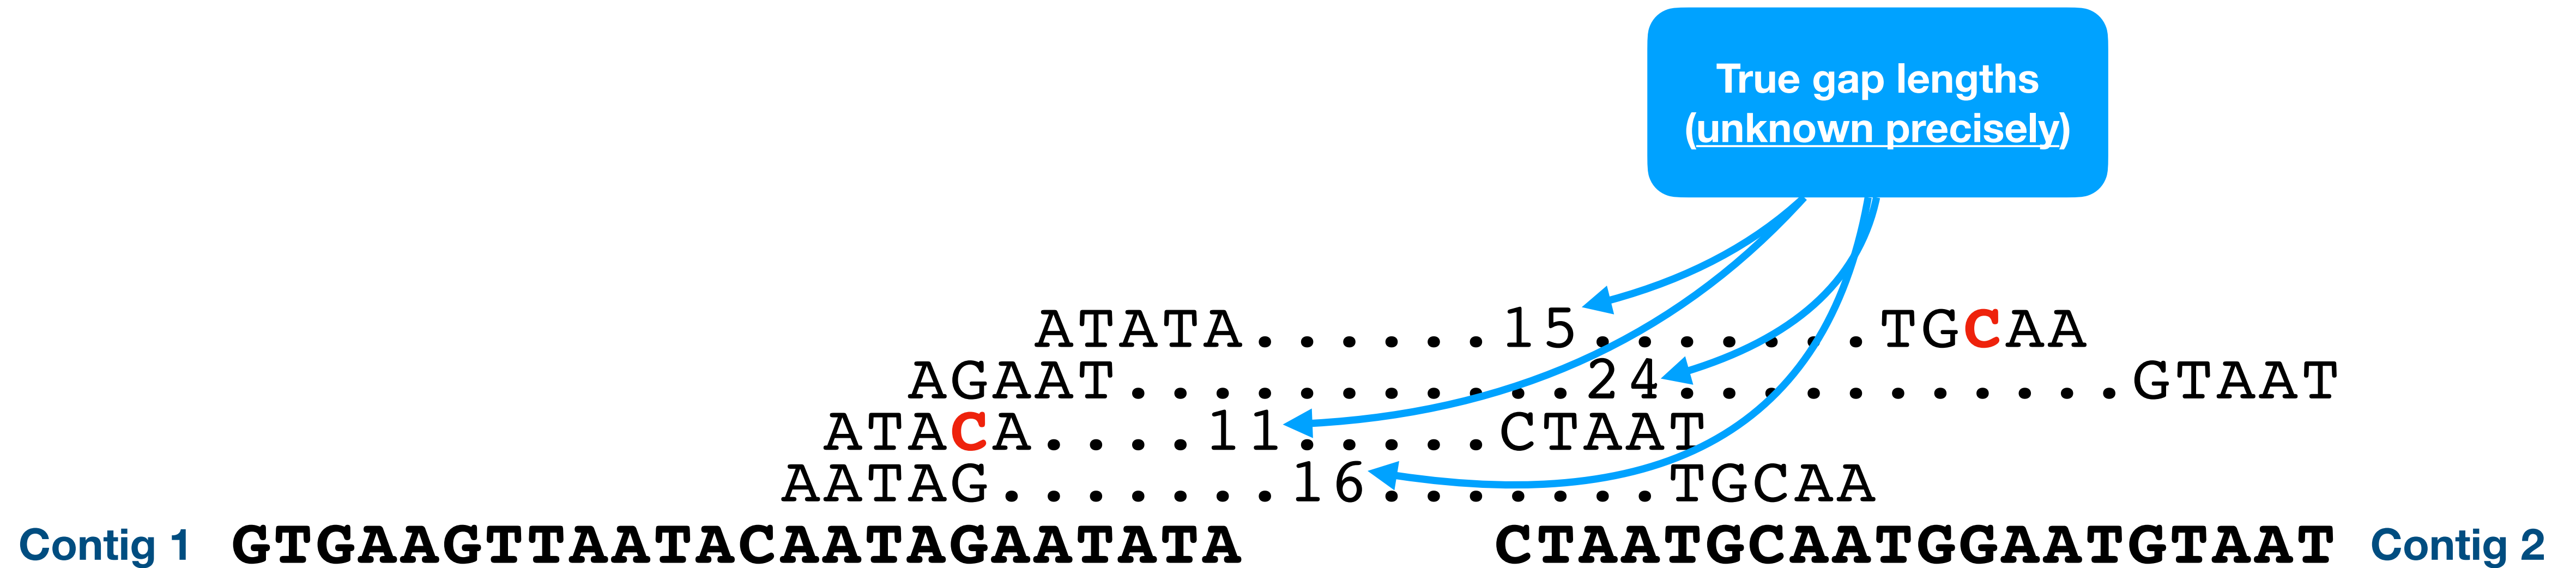 True gap lengths
(unknown precisely)
ATATA......15.......TGCAA
AGAAT...........24...........GTAAT
ATACA....11.....CTAAT
AATAG.......16.......TGCAA
Contig 1 GTGAAGTTAATACAATAGAATATA CTAATGCAATGGAATGTAAT Contig 2